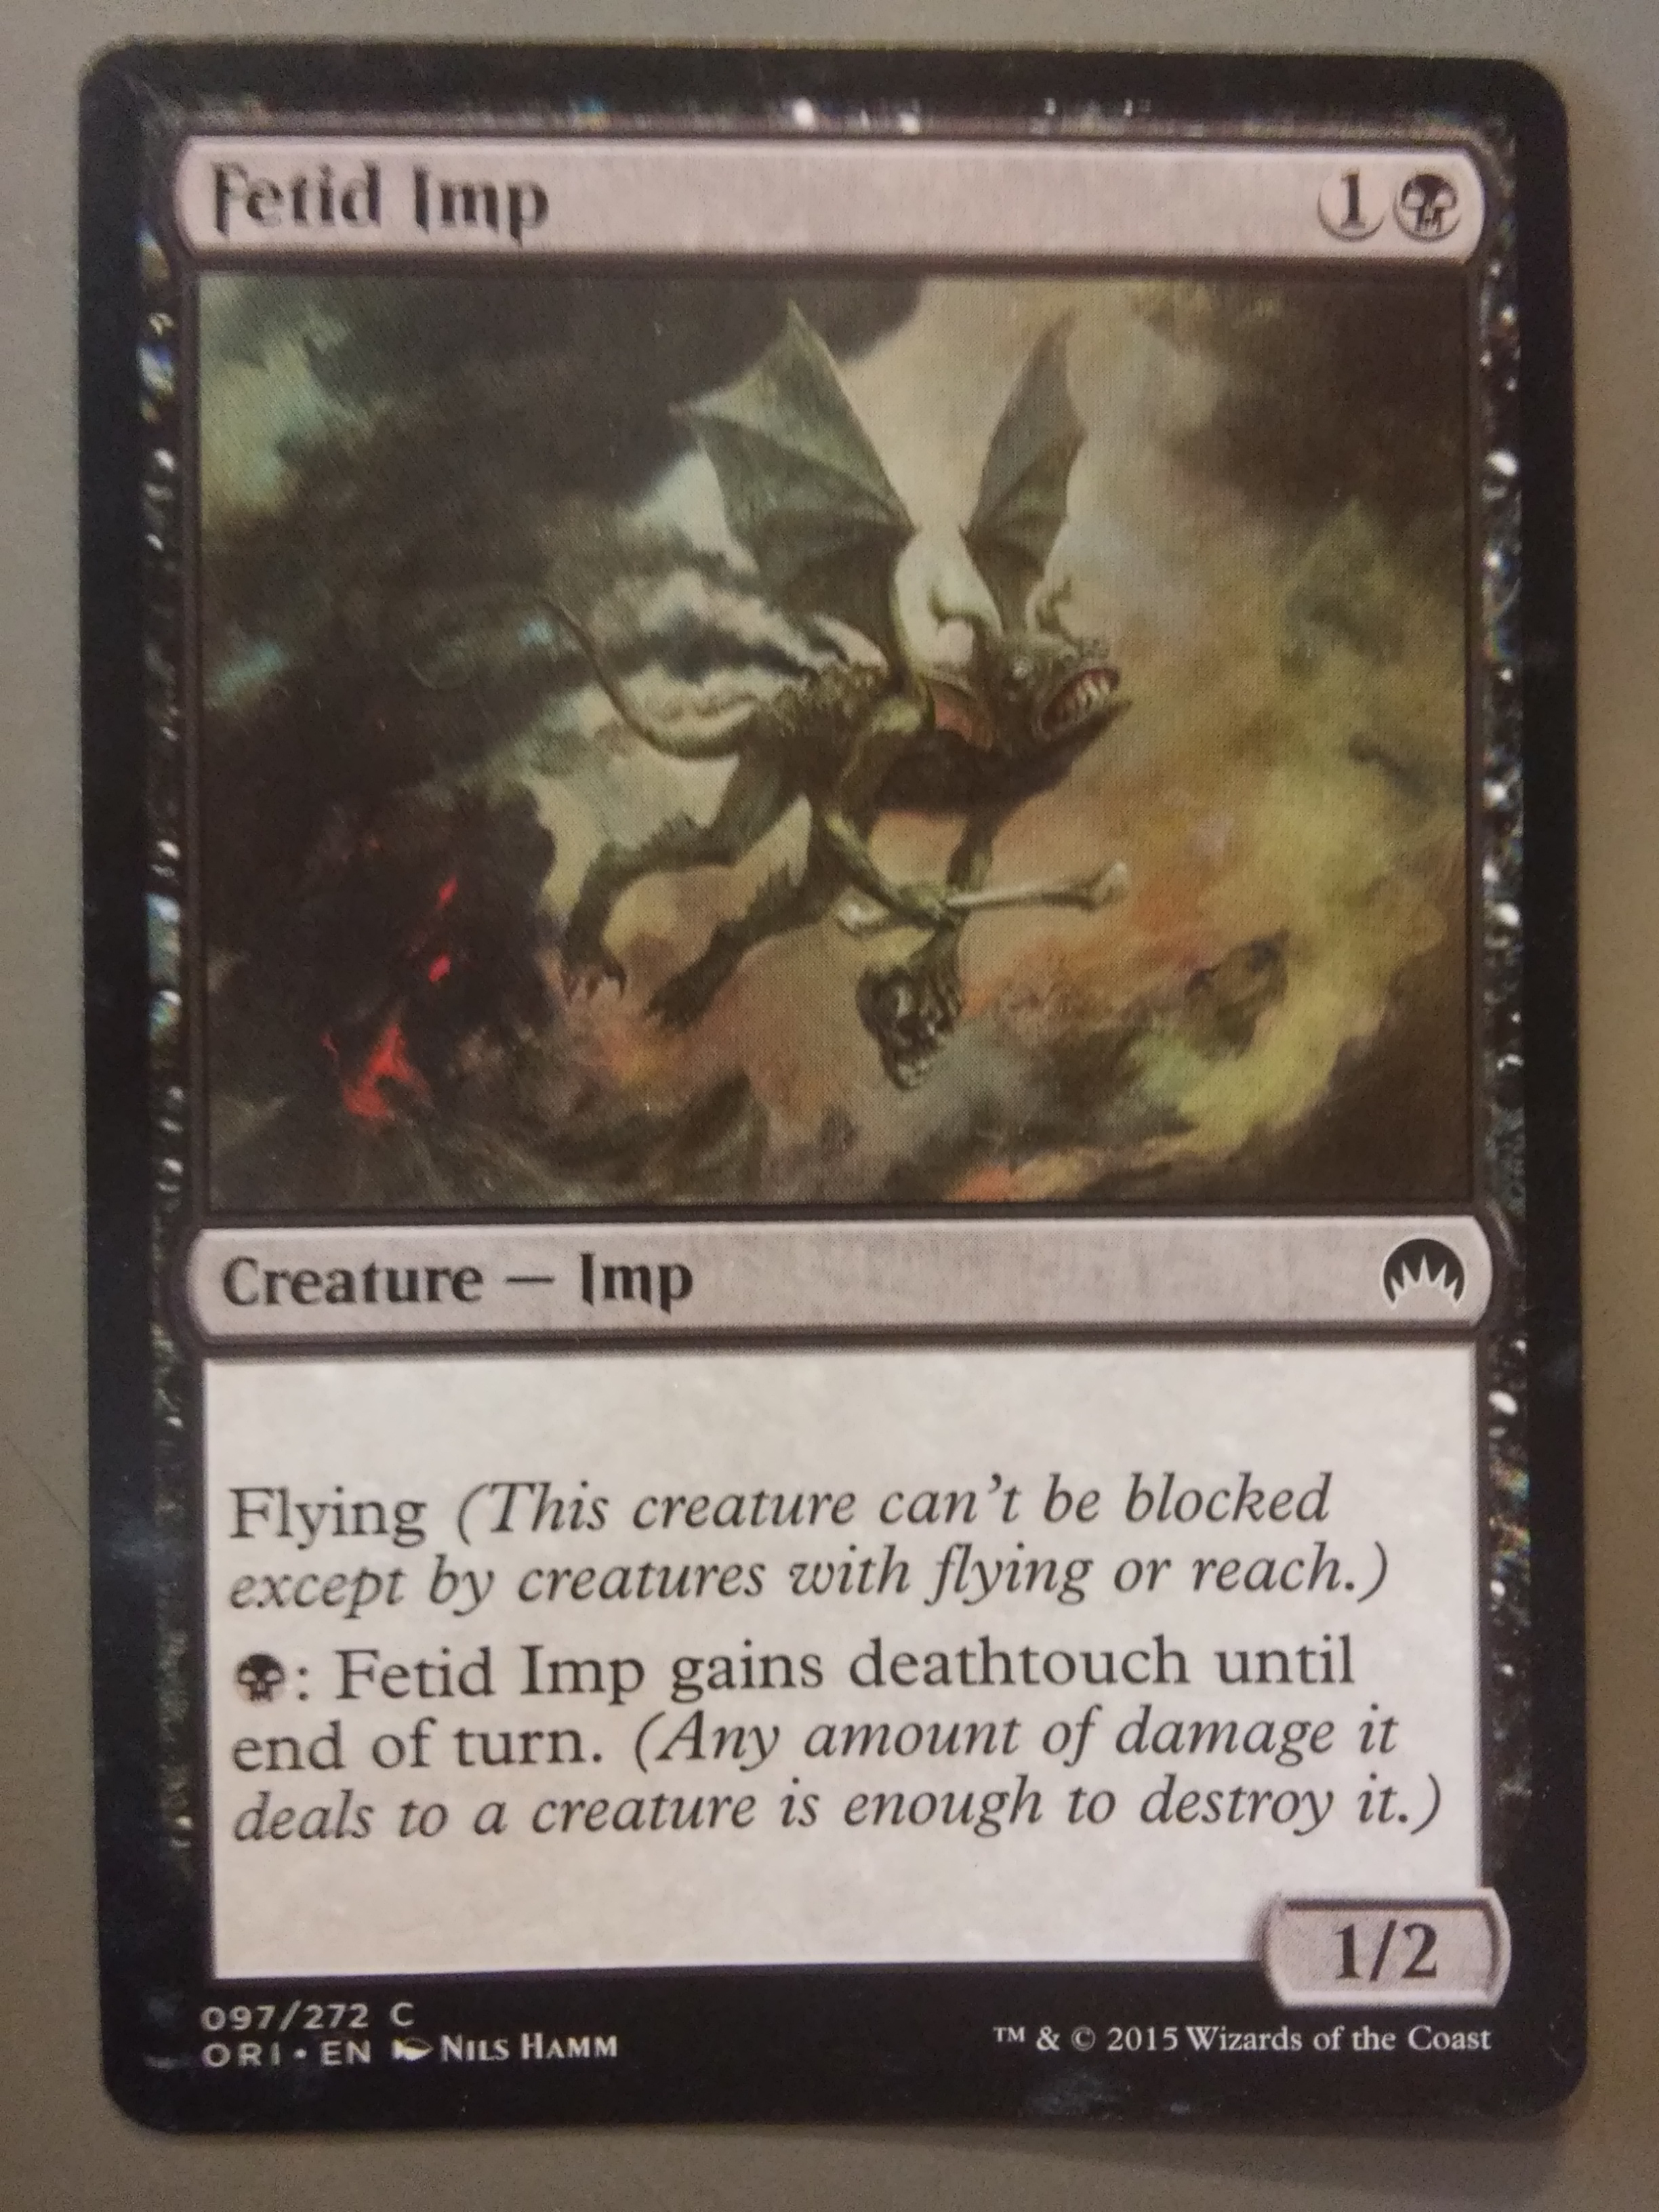 Fetid Imp 1
Creature — Imp
Flying (This creature can't be blocked
except by creatures with flying or reach.)
: Fetid Imp gains deathtouch until
end of turn. (Any amount of damage it
deals to a creature is enough to destroy it.)
1/2
097/272 C
ORI • EN NILS HAMM
™ & © 2015 Wizards of the Coast